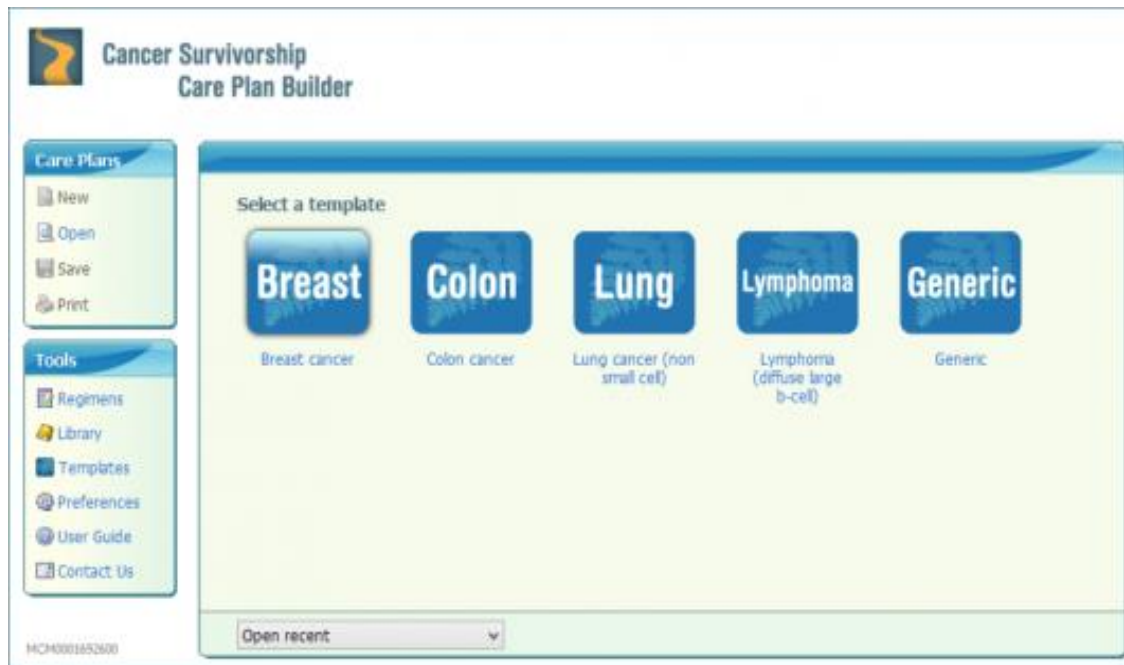 Cancer Survivorship
Care Plan Builder
Care Plans
New
Open
Save
Print
Tools
Regimens
Library
Templates
Preferences
User Guide
Contact Us
MCM0001692600
Select a template
Breast
Colon
Lung
Lymphoma
Generic
Breast cancer
Colon cancer
Lung cancer (non
small cell)
Lymphoma
(diffuse large
b-cell)
Generic
Open recent